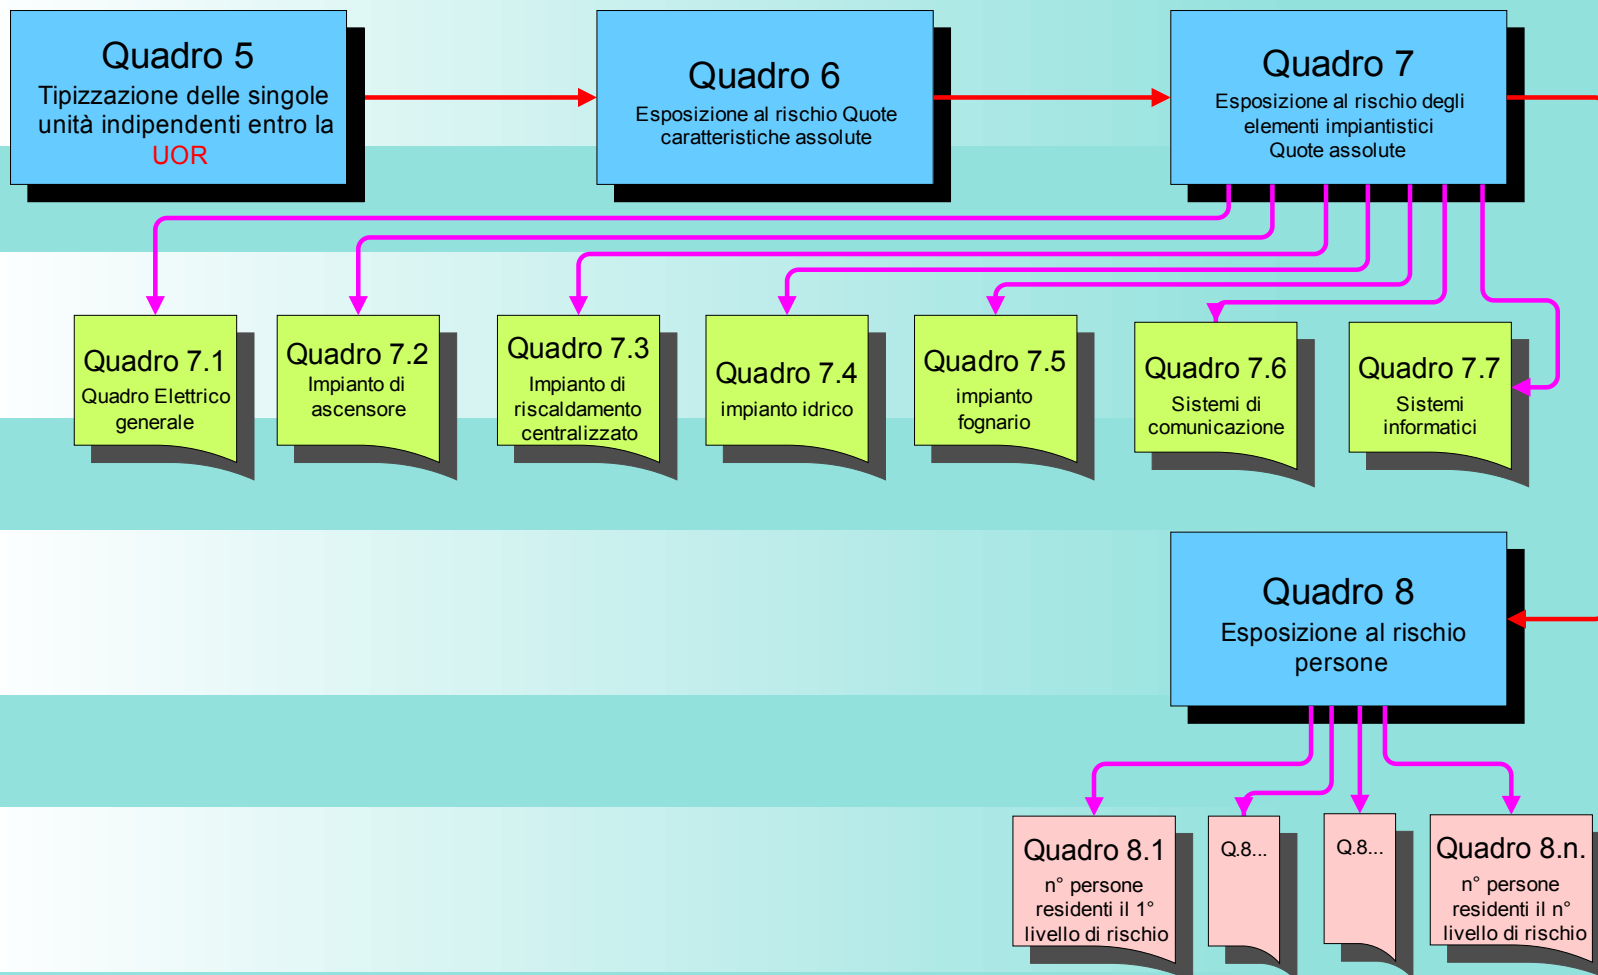 Quadro 5
Tipizzazione delle singole
unità indipendenti entro la
UOR
Quadro 6
Esposizione al rischio Quote
caratteristiche assolute
Quadro 7
Esposizione al rischio degli
elementi impiantistici
Quote assolute
Quadro 7.1
Quadro Elettrico
generale
Quadro 7.2
Impianto di
ascensore
Quadro 7.3
Impianto di
riscaldamento
centralizzato
Quadro 7.4
impianto idrico
Quadro 7.5
impianto
fognario
Quadro 7.6
Sistemi di
comunicazione
Quadro 7.7
Sistemi
informatici
Quadro 8
Esposizione al rischio
persone
Quadro 8.1
n° persone
residenti il 1°
livello di rischio
Q.8...
Q.8...
Quadro 8.n.
n° persone
residenti il n°
livello di rischio